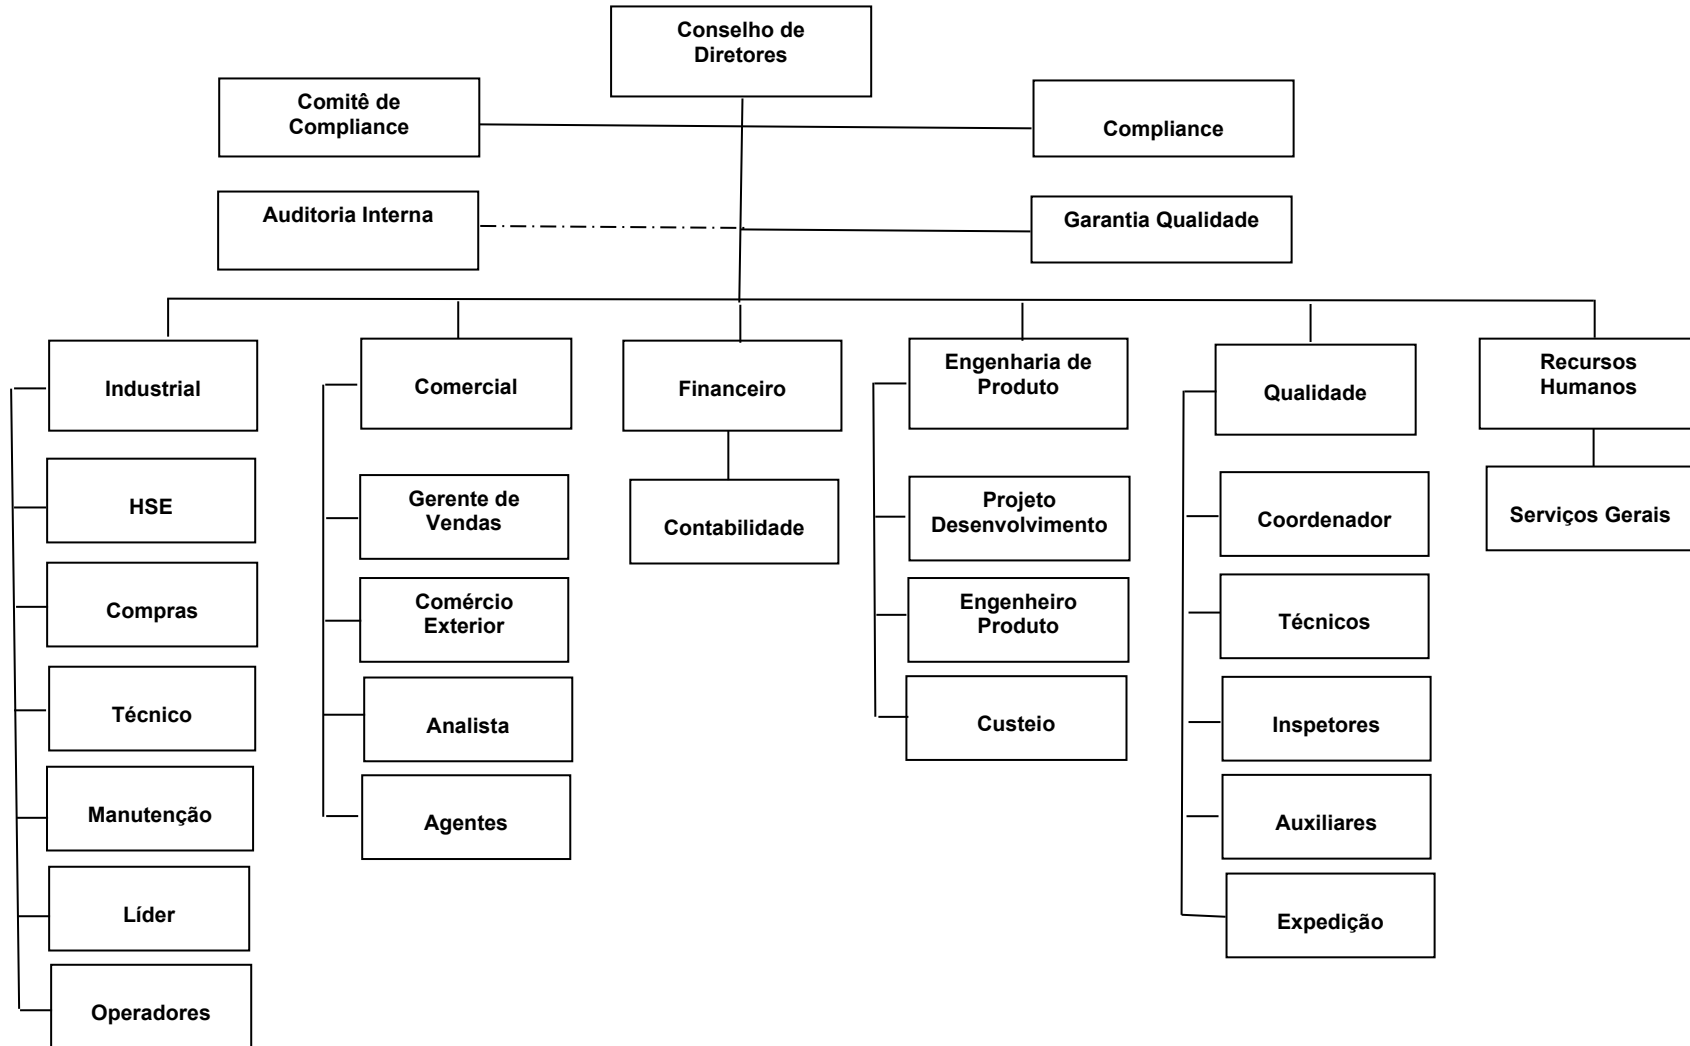 Conselho de
Diretores
Comitê de
Compliance
Compliance
Auditoria Interna
Garantia Qualidade
Industrial
Comercial
Financeiro
Engenharia de
Produto
Qualidade
Recursos
Humanos
HSE
Gerente de
Vendas
Contabilidade
Projeto
Desenvolvimento
Coordenador
Serviços Gerais
Compras
Comércio
Exterior
Engenheiro
Produto
Técnicos
Técnico
Analista
Custeio
Inspetores
Manutenção
Agentes
Auxiliares
Líder
Expedição
Operadores